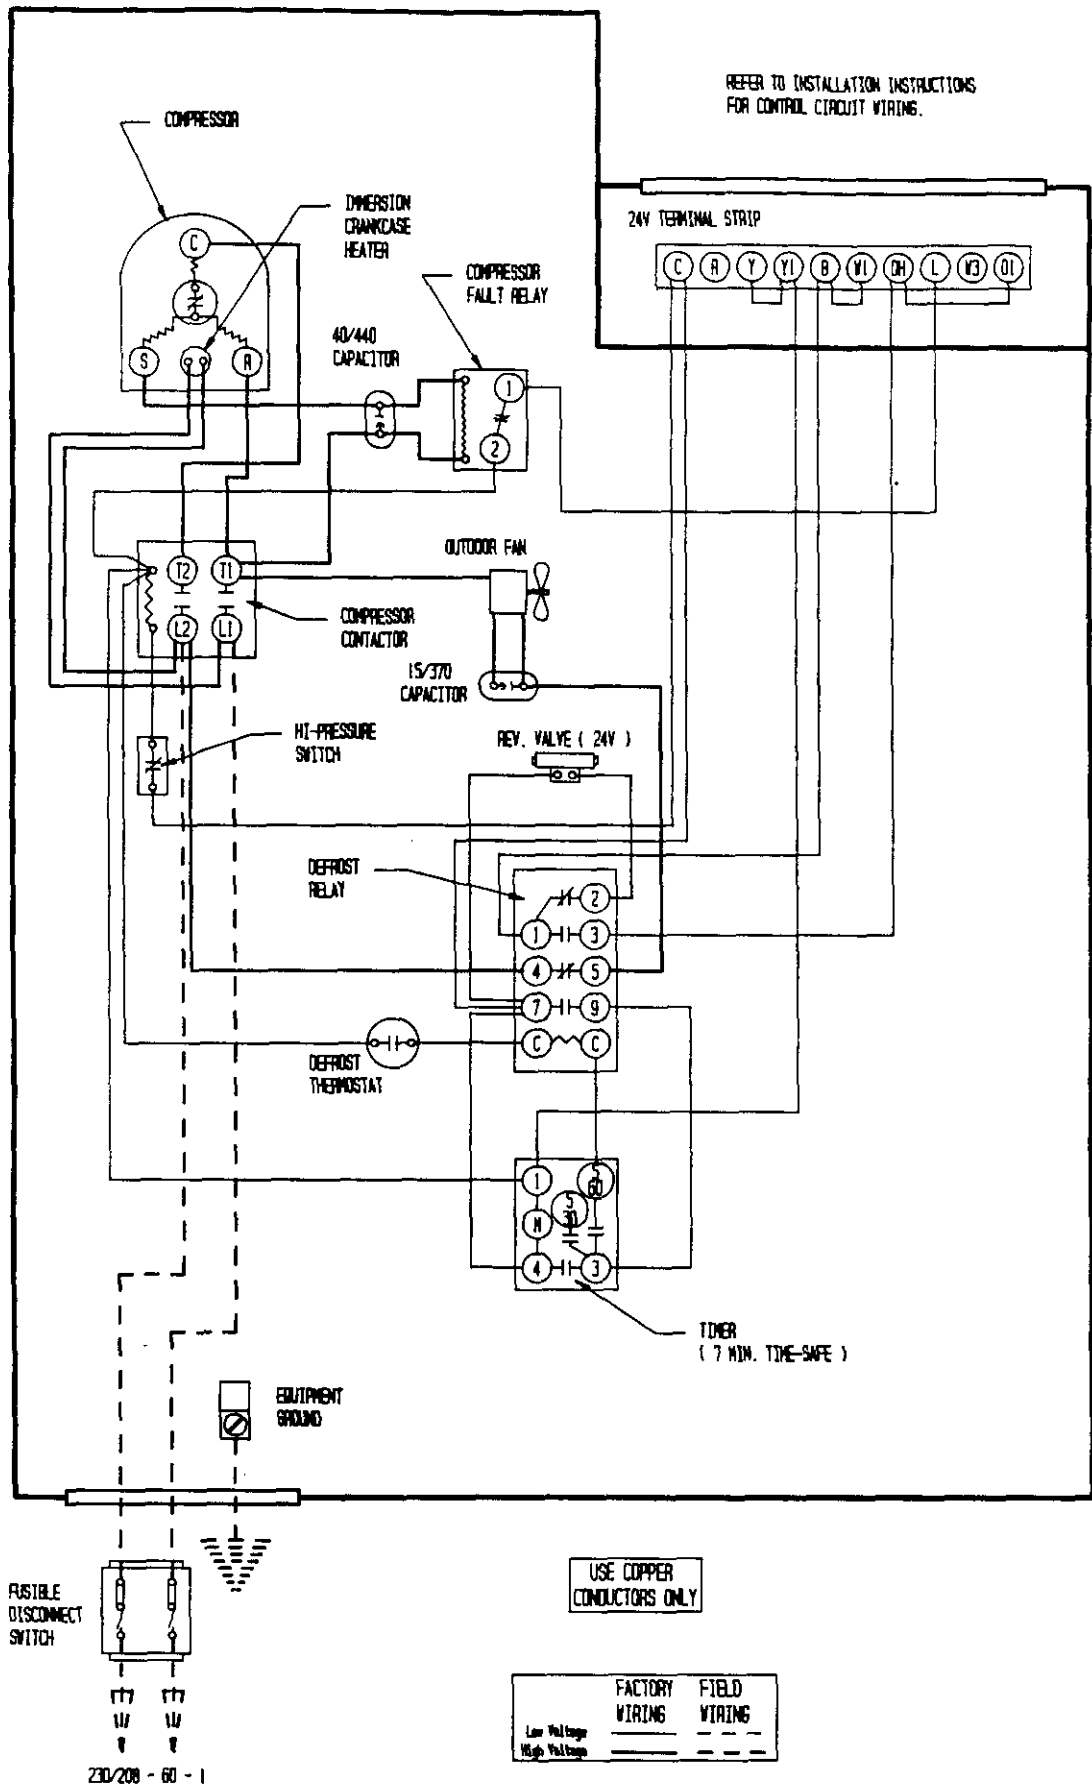 REFER TO INSTALLATION INSTRUCTIONS
FOR CONTROL CIRCUIT WIRING.
COMPRESSOR
IMMERSION
CRANKCASE
HEATER
24V TERMINAL STRIP
C R Y Y1 B W1 DH L W3 O1
C
COMPRESSOR
FAULT RELAY
40/440
CAPACITOR
S
R
1
2
OUTDOOR FAN
T2 T1
COMPRESSOR
CONTACTOR
L2 L1
15/370
CAPACITOR
HI-PRESSURE
SWITCH
REV. VALVE ( 24V )
DEFROST
RELAY
2
1 3
4 5
7 9
C C
DEFROST
THERMOSTAT
1
S
60
S
30
M
4 3
TIMER
( 7 MIN. TIME-SAFE )
EQUIPMENT
GROUND
FUSIBLE
DISCONNECT
SWITCH
USE COPPER
CONDUCTORS ONLY
FACTORY FIELD
WIRING WIRING
Low Voltage
High Voltage
230/208 - 60 - 1